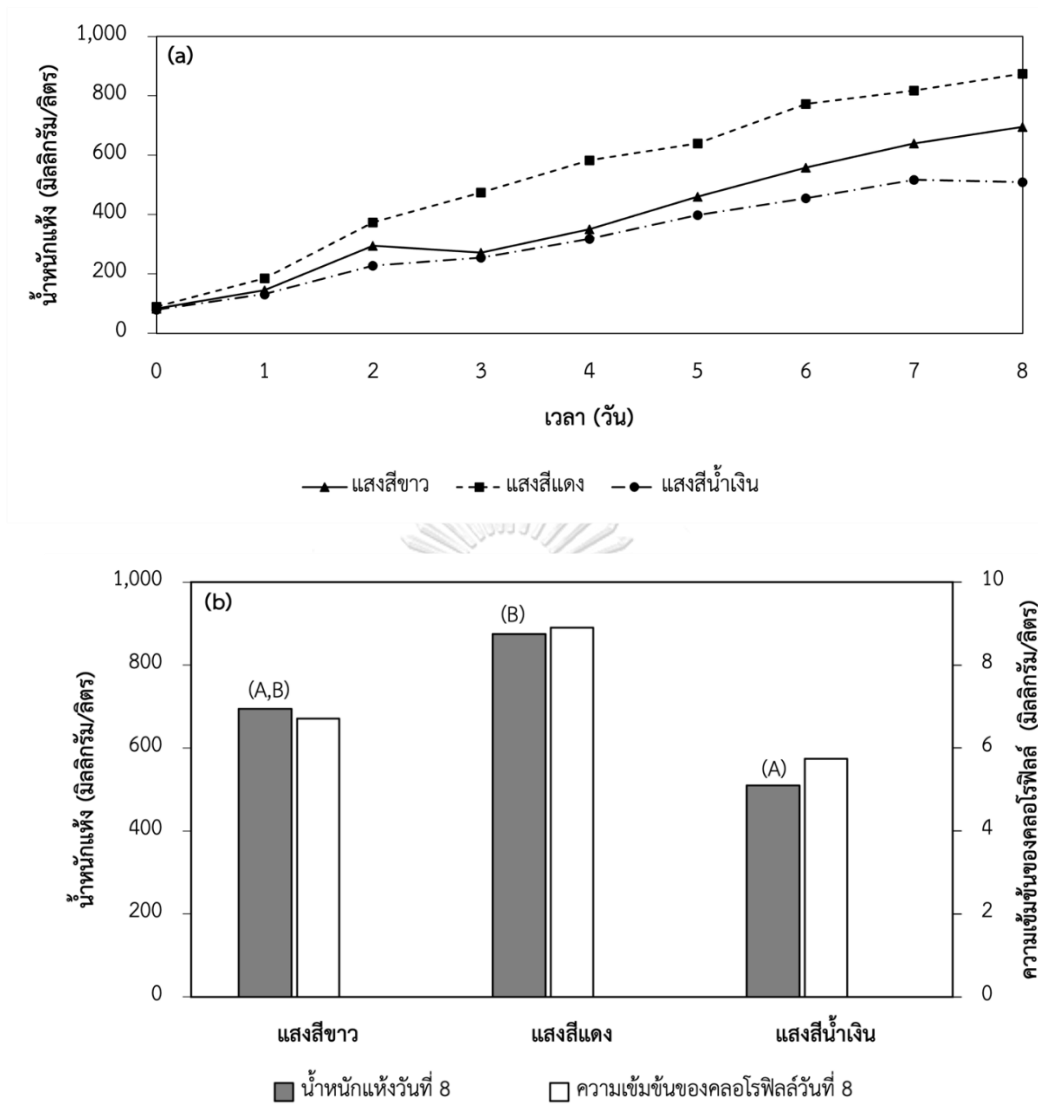 (a)
น้ำหนักแห้ง (มิลลิกรัม/ลิตร)
1,000
800
600
400
200
0
0 1 2 3 4 5 6 7 8
เวลา (วัน)
แสงสีขาว แสงสีแดง แสงสีน้ำเงิน
(b)
น้ำหนักแห้ง (มิลลิกรัม/ลิตร)
1,000
800
600
400
200
0
(A,B) (B) (A)
10
8
6
4
2
0
ความเข้มข้นของคลอโรฟิลล์ (มิลลิกรัม/ลิตร)
แสงสีขาว แสงสีแดง แสงสีน้ำเงิน
น้ำหนักแห้งวันที่ 8 ความเข้มข้นของคลอโรฟิลล์วันที่ 8